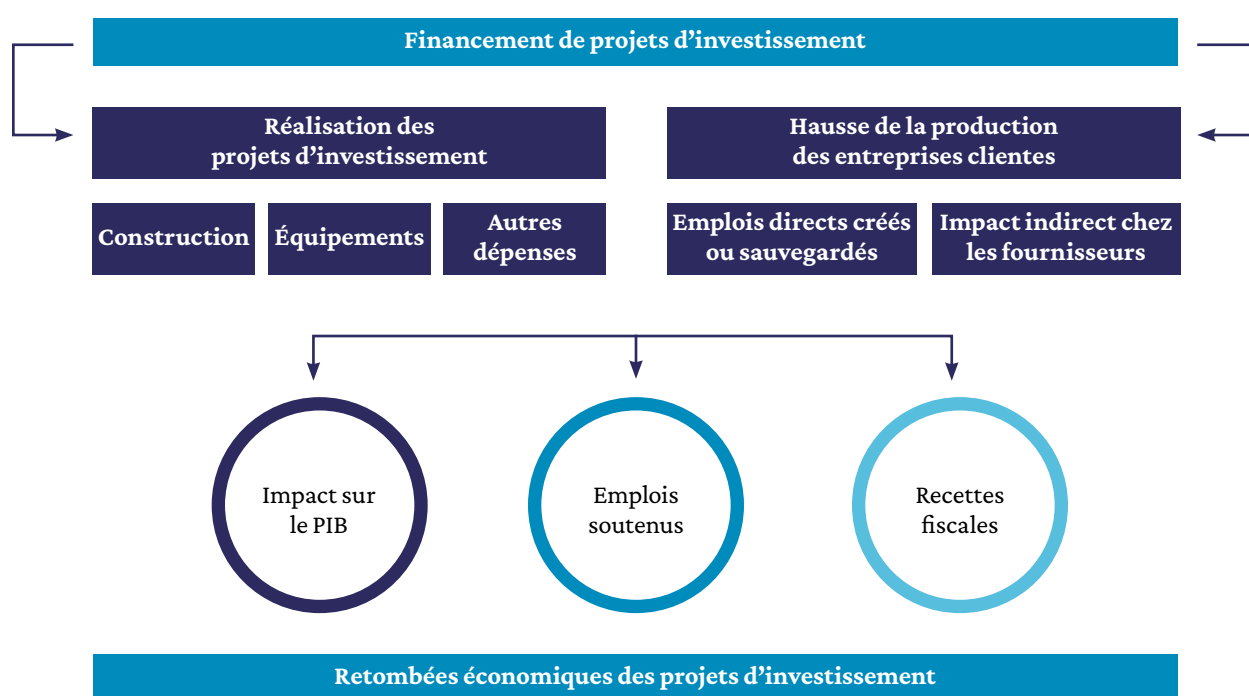 Financement de projets d’investissement
Réalisation des
projets d’investissement
Hausse de la production
des entreprises clientes
Construction
Équipements
Autres
dépenses
Emplois directs créés
ou sauvegardés
Impact indirect chez
les fournisseurs
Impact sur
le PIB
Emplois
soutenus
Recettes
fiscales
Retombées économiques des projets d’investissement